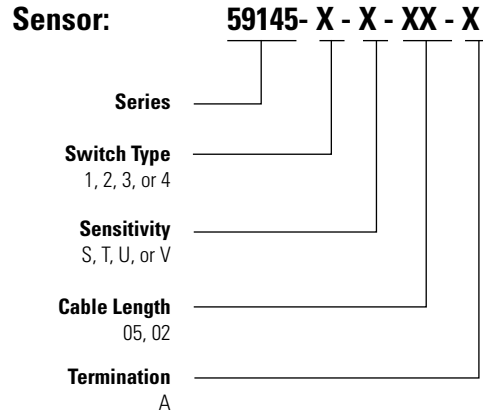 Sensor: 59145- X - X - XX - X
Series
Switch Type
1, 2, 3, or 4
Sensitivity
S, T, U, or V
Cable Length
05, 02
Termination
A